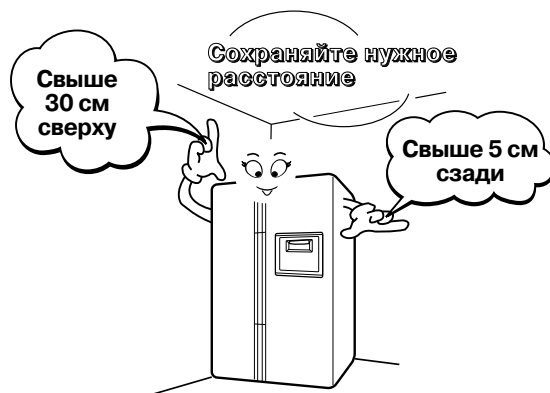 Сохраняйте нужное
расстояние
Свыше
30 см
сверху
Свыше 5 см
сзади